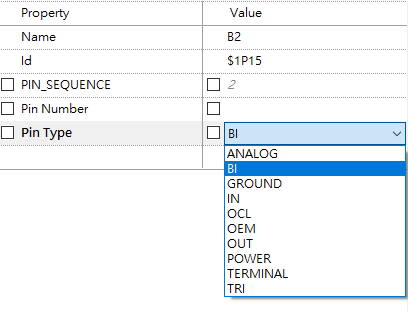 Property Value
Name B2
Id $1P15
PIN_SEQUENCE 2
Pin Number
Pin Type BI
ANALOG
BI
GROUND
IN
OCL
OEM
OUT
POWER
TERMINAL
TRI